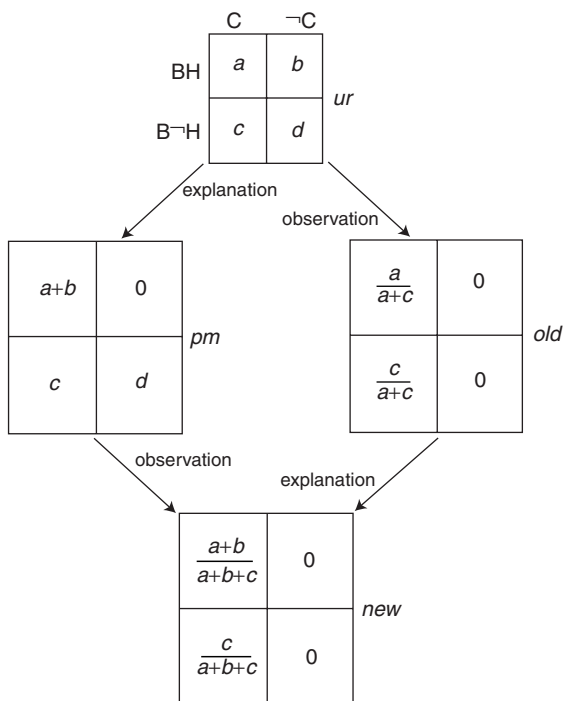 C ¬C
BH a b
ur
B¬H c d
explanation
observation
a+b 0
pm
c d
a/a+c 0
old
c/a+c 0
observation
explanation
a+b/a+b+c 0
new
c/a+b+c 0